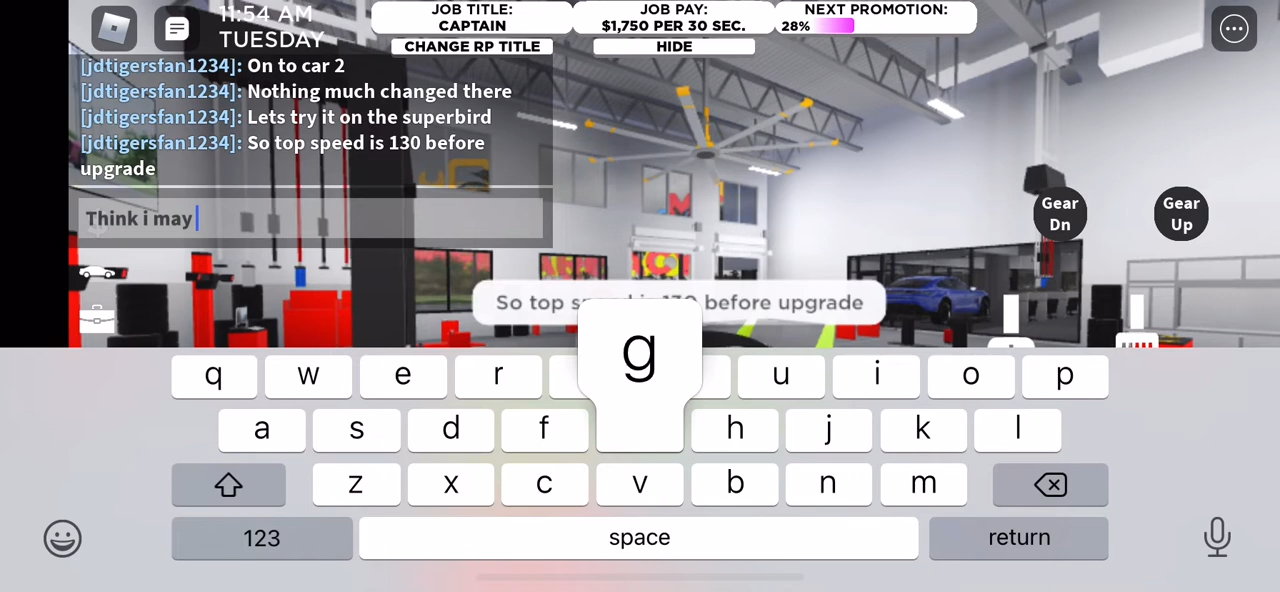 11:54 AM
TUESDAY
JOB TITLE:
CAPTAIN
JOB PAY:
$1,750 PER 30 SEC.
NEXT PROMOTION:
28%
CHANGE RP TITLE
HIDE
[jdtigersfan1234]: On to car 2
[jdtigersfan1234]: Nothing much changed there
[jdtigersfan1234]: Lets try it on the superbird
[jdtigersfan1234]: So top speed is 130 before
upgrade
Think i may
Gear
Dn
Gear
Up
So top speed is 130 before upgrade
g
q w e r u i o p
a s d f h j k l
z x c v b n m
123 space return